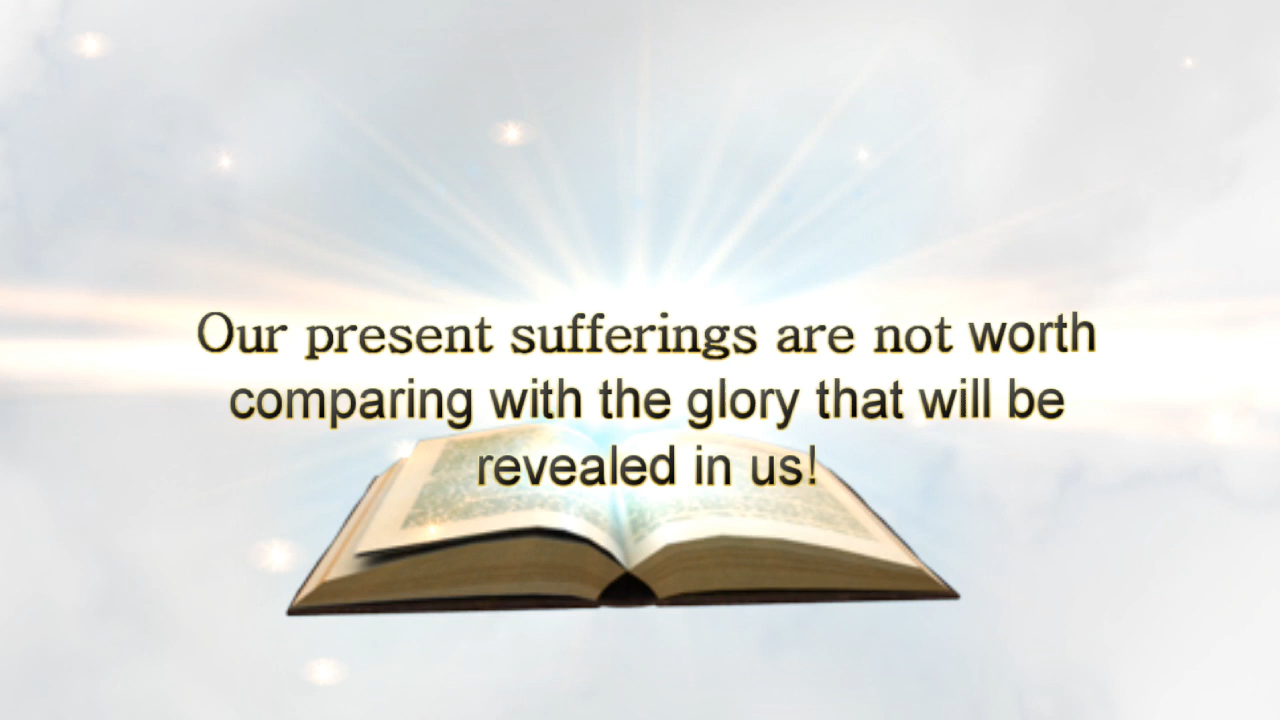 Our present sufferings are not worth
comparing with the glory that will be
revealed in us!